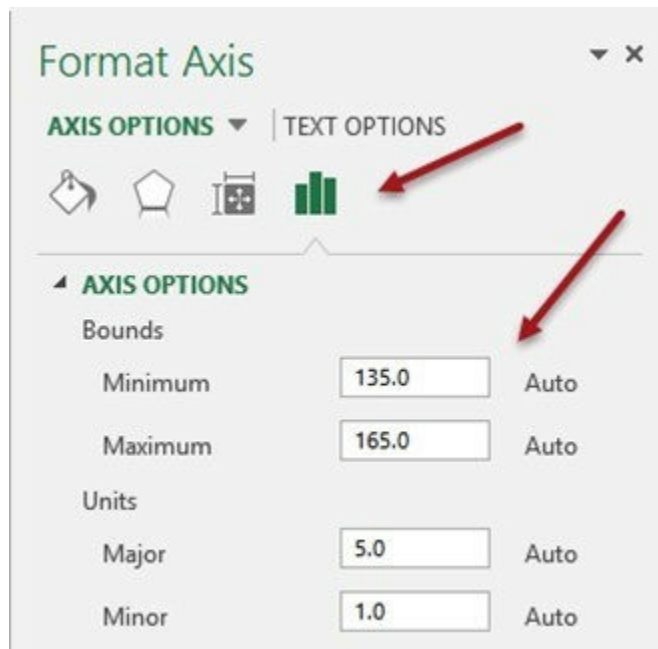 Format Axis
AXIS OPTIONS TEXT OPTIONS
AXIS OPTIONS
Bounds
Minimum 135.0 Auto
Maximum 165.0 Auto
Units
Major 5.0 Auto
Minor 1.0 Auto